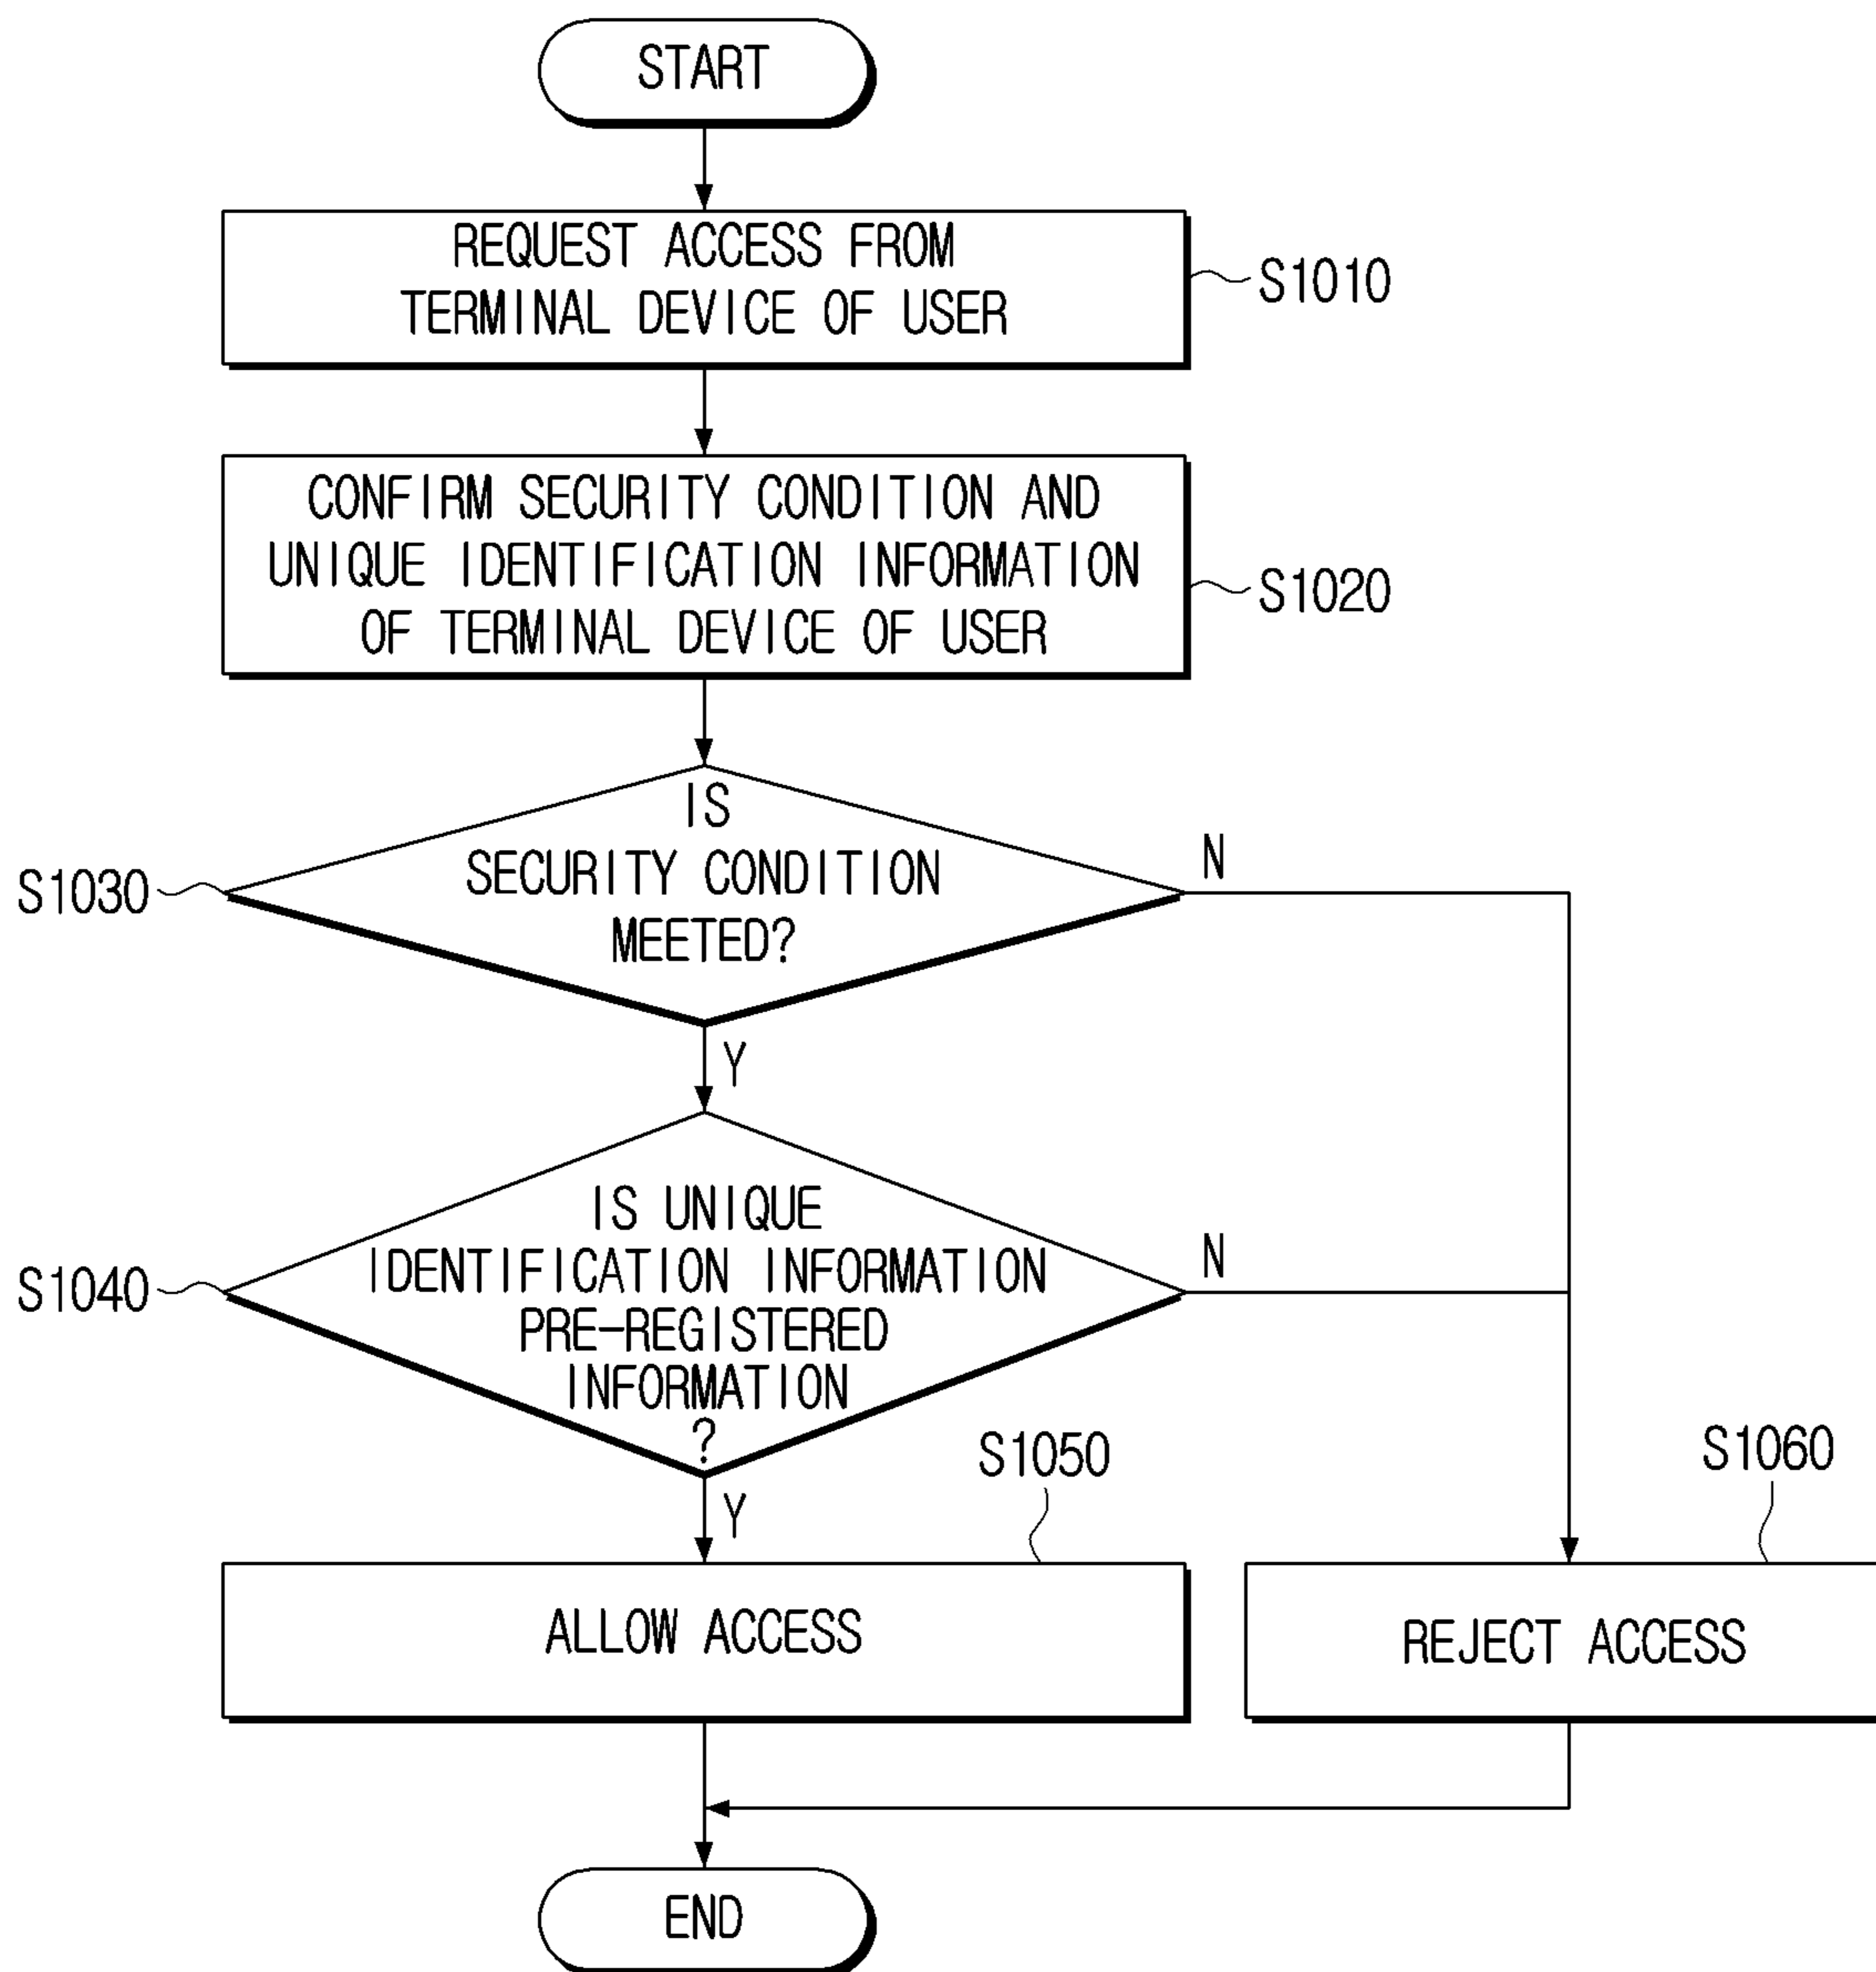 START
REQUEST ACCESS FROM
TERMINAL DEVICE OF USER
S1010
CONFIRM SECURITY CONDITION AND
UNIQUE IDENTIFICATION INFORMATION
OF TERMINAL DEVICE OF USER
S1020
IS
SECURITY CONDITION
MEETED?
S1030
N
Y
IS UNIQUE
IDENTIFICATION INFORMATION
PRE-REGISTERED
INFORMATION
?
S1040
N
Y
S1050
ALLOW ACCESS
S1060
REJECT ACCESS
END